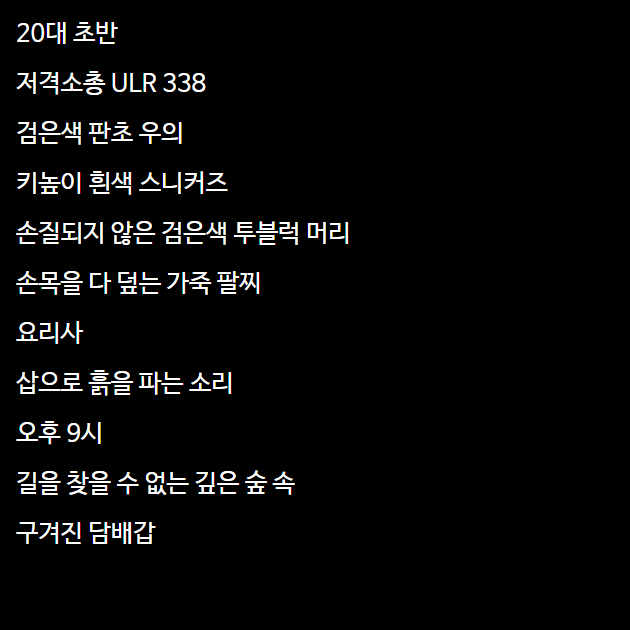 20대 초반
저격소총 ULR 338
검은색 판초 우의
키높이 흰색 스니커즈
손질되지 않은 검은색 투블럭 머리
손목을 다 덮는 가죽 팔찌
요리사
삽으로 흙을 파는 소리
오후 9시
길을 찾을 수 없는 깊은 숲 속
구겨진 담배갑